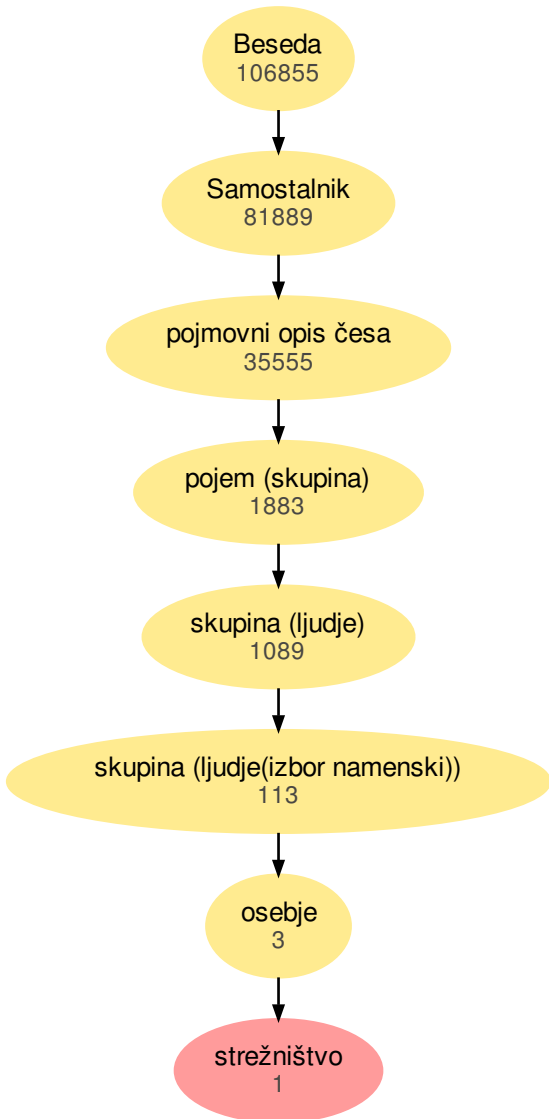 Beseda
106855
Samostalnik
81889
pojmovni opis česa
35555
pojem (skupina)
1883
skupina (ljudje)
1089
skupina (ljudje(izbor namenski))
113
osebje
3
strežništvo
1